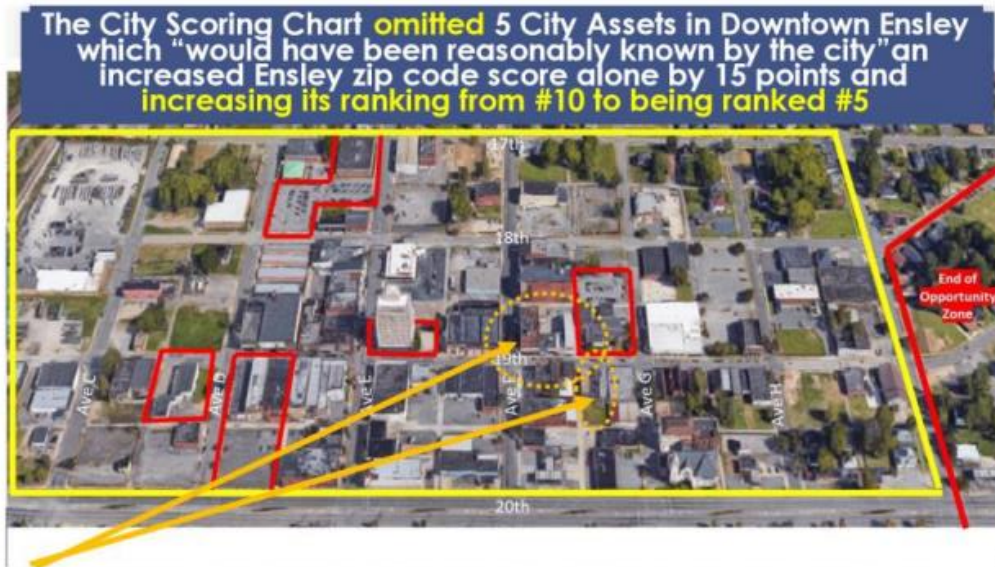 The City Scoring Chart omitted 5 City Assets in Downtown Ensley
which “would have been reasonably known by the city”an
increased Ensley zip code score alone by 15 points and
increasing its ranking from #10 to being ranked #5
17th
18th
End of
Opportunity
Zone
19th
Ave C
Ave D
Ave E
Ave F
Ave G
Ave H
20th